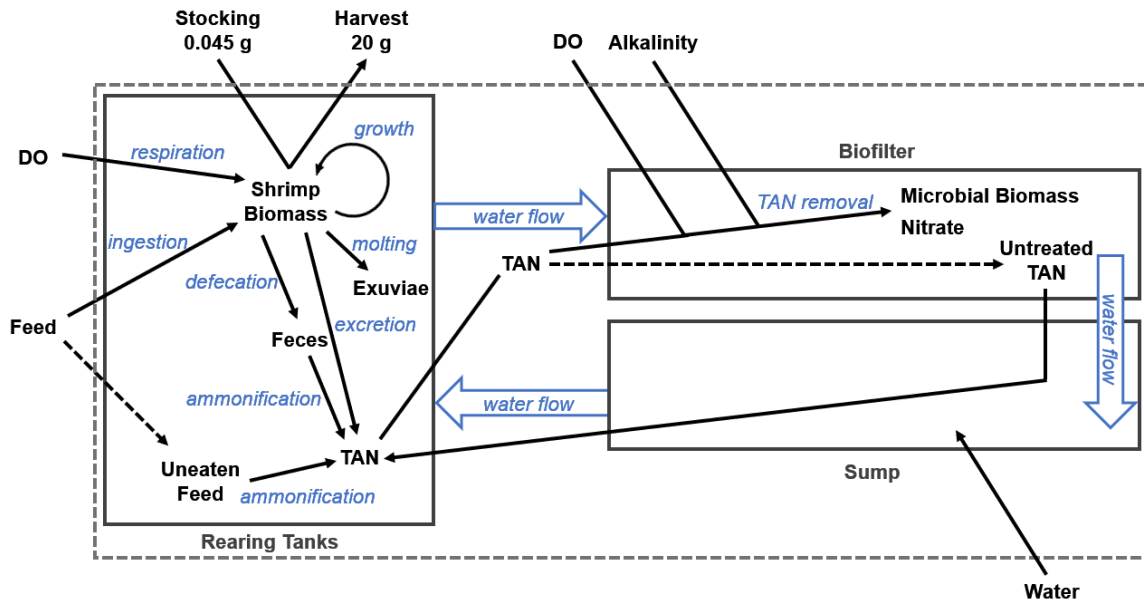 Stocking
0.045 g
Harvest
20 g
DO
Alkalinity
growth
DO
respiration
Shrimp
Biomass
Biofilter
TAN removal
Microbial Biomass
Nitrate
water flow
ingestion
molting
defecation
Exuviae
TAN
Untreated
TAN
Feed
Feces
excretion
water flow
ammonification
water flow
TAN
Uneaten
Feed
ammonification
Sump
Rearing Tanks
Water